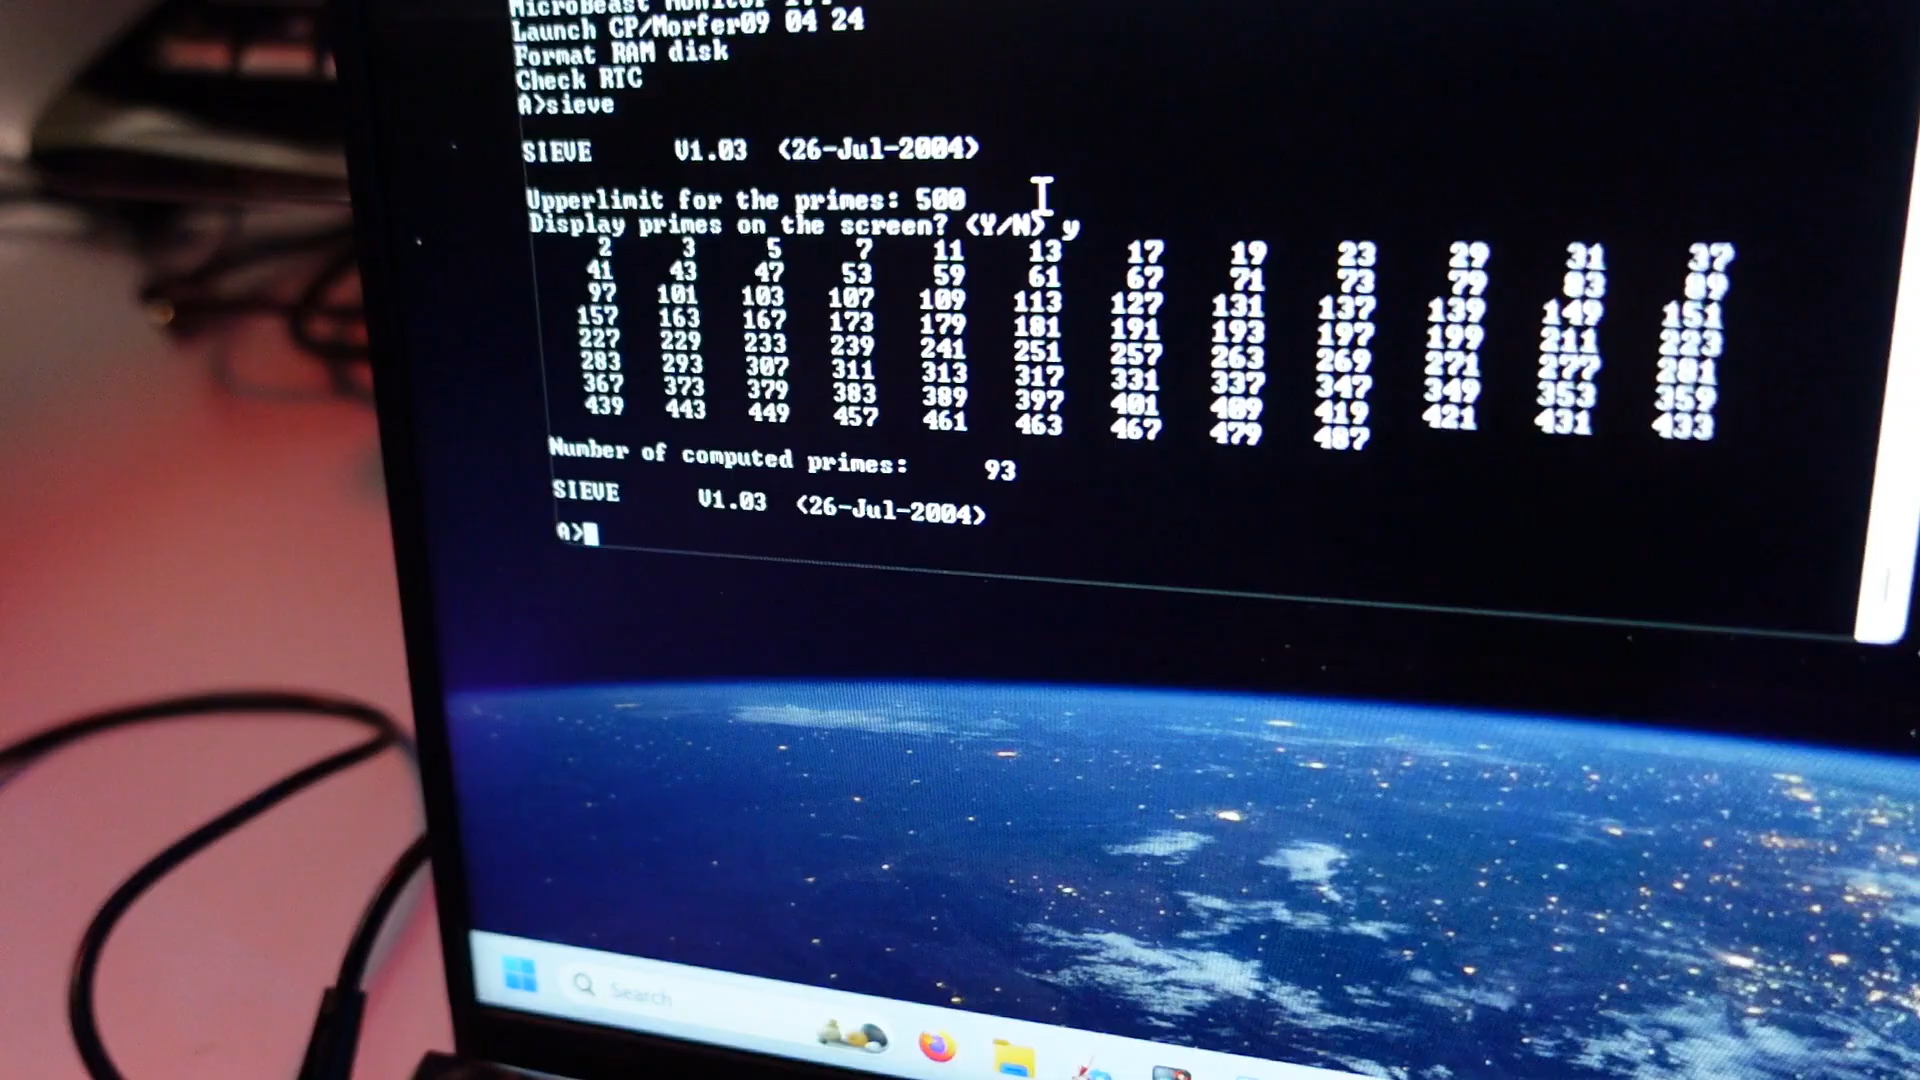 MicroBeast Monitor
Launch CP/Morfer09 04 24
Format RAM disk
Check RTC
A>sieve
SIEVE V1.03 <26-Jul-2004>
Upperlimit for the primes: 500
Display primes on the screen? <Y/N> y
2 3 5 7 11 13 17 19 23 29 31 37
41 43 47 53 59 61 67 71 73 79 83 89
97 101 103 107 109 113 127 131 137 139 149 151
157 163 167 173 179 181 191 193 197 199 211 223
227 229 233 239 241 251 257 263 269 271 277 281
283 293 307 311 313 317 331 337 347 349 353 359
367 373 379 383 389 397 401 409 419 421 431 433
439 443 449 457 461 463 467 479 487
Number of computed primes: 93
SIEVE V1.03 <26-Jul-2004>
A>
Search